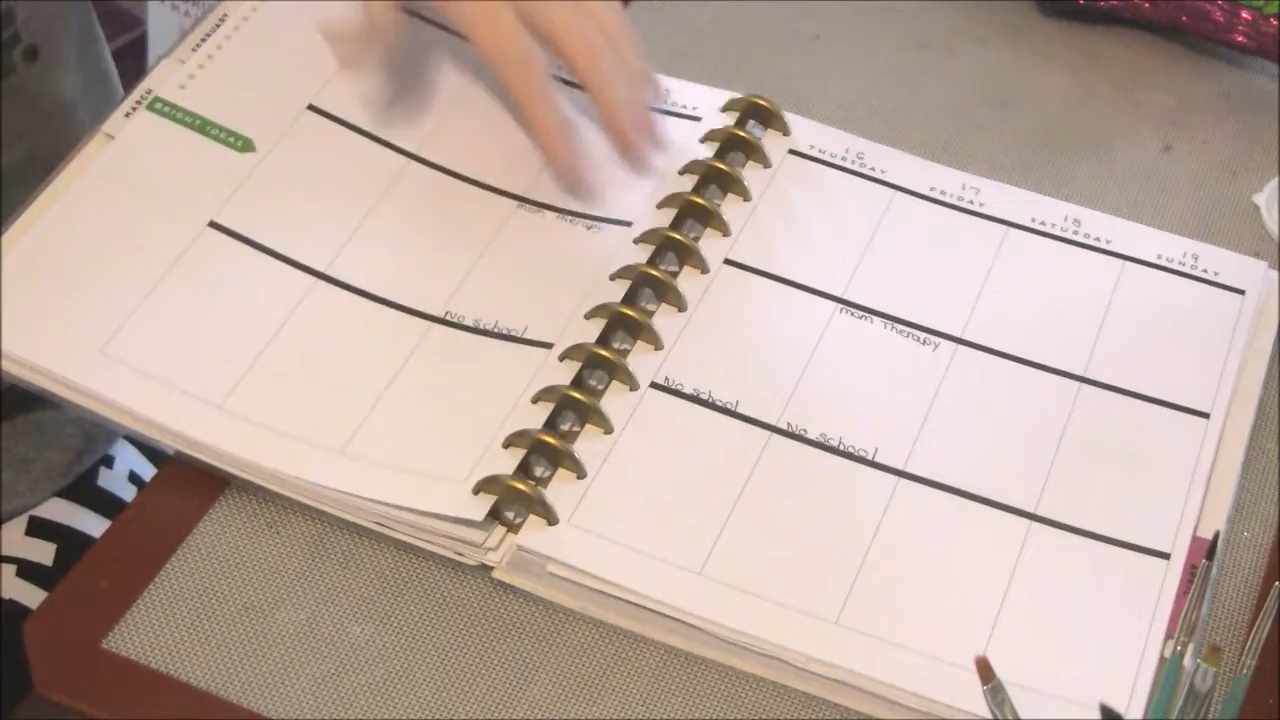 FEBRUARY
MARCH
BRIGHT IDEAS
mom therapy
No school
16
THURSDAY
17
FRIDAY
18
SATURDAY
19
SUNDAY
mom Therapy
No school
No school